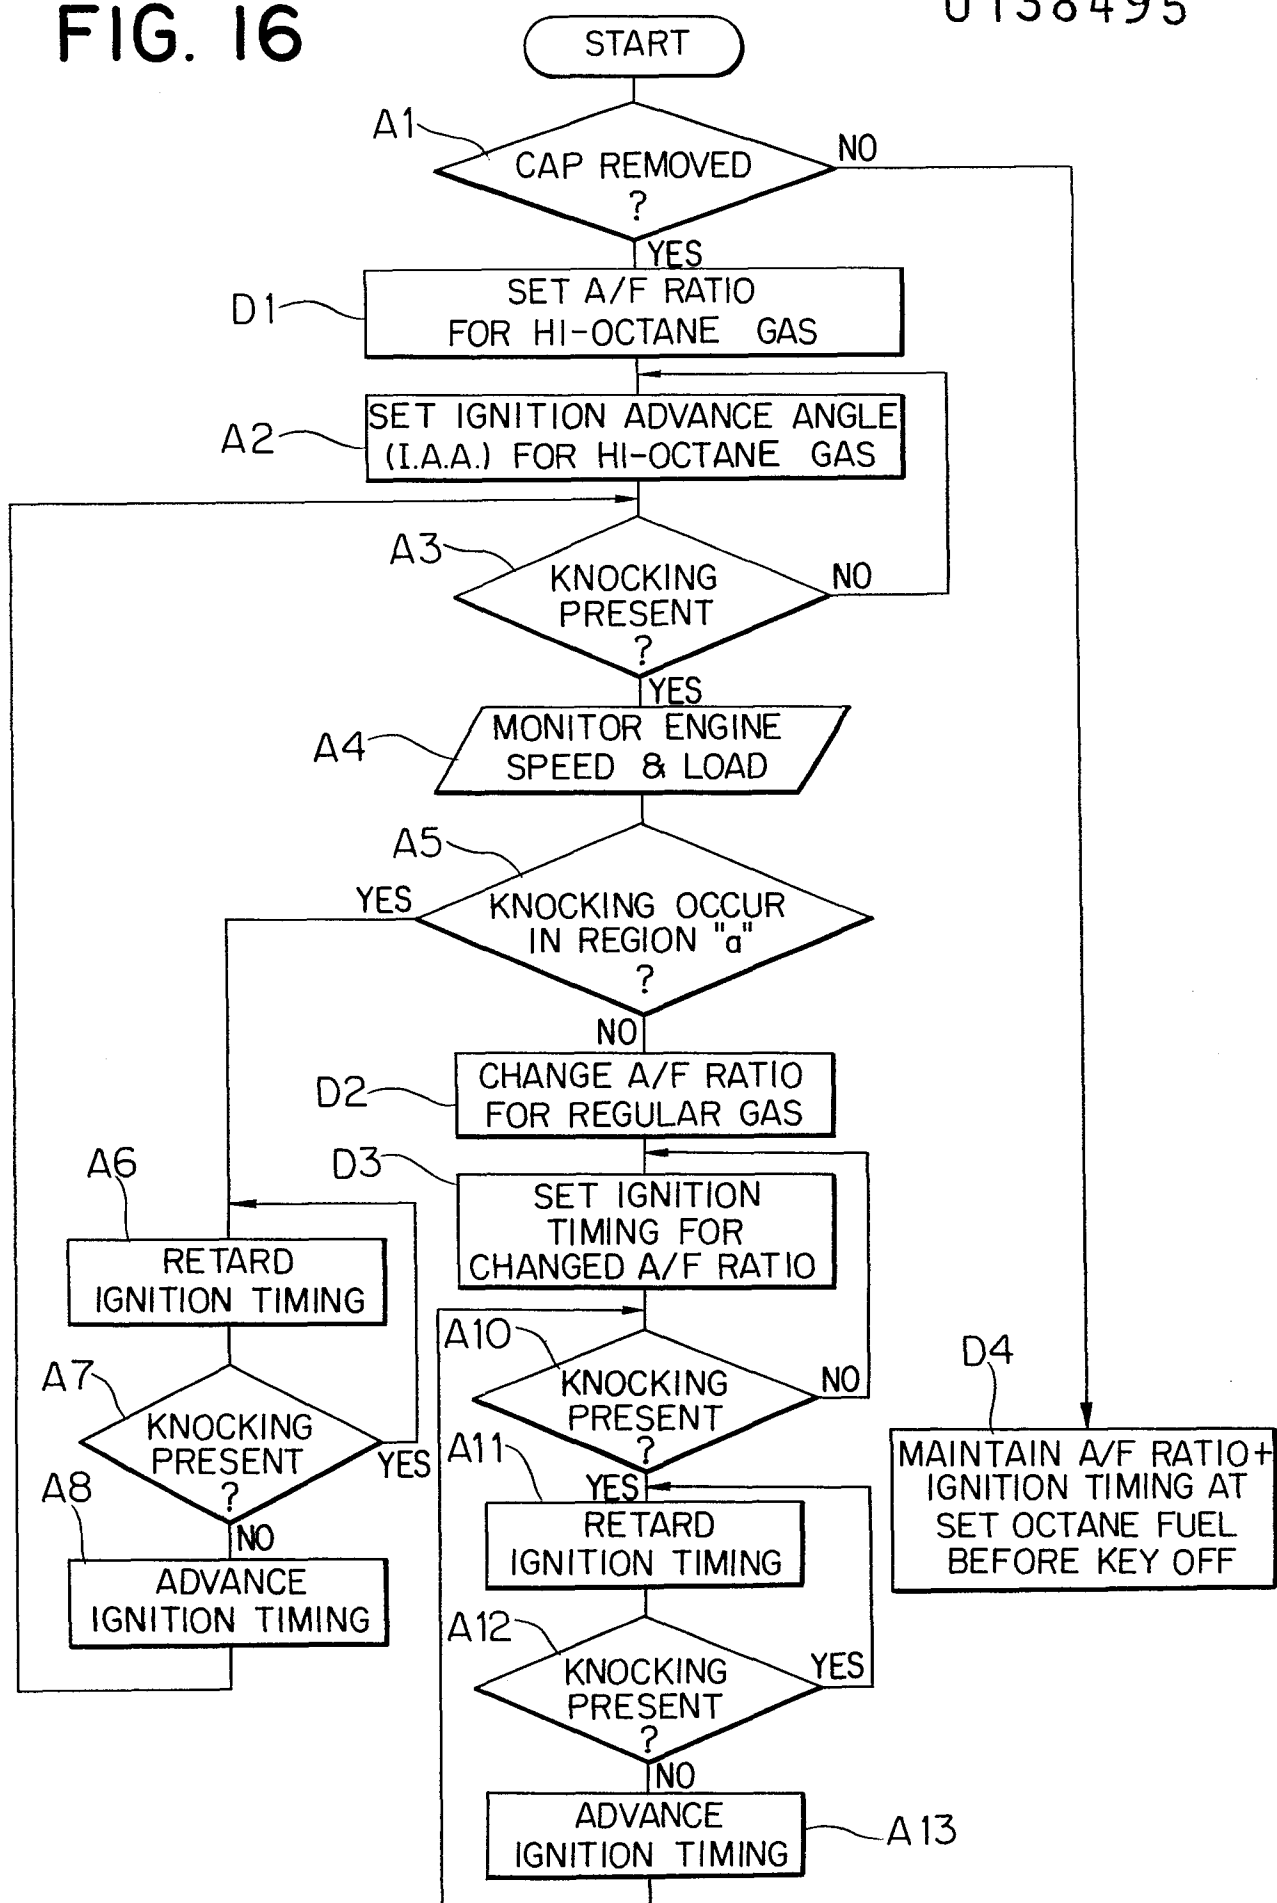 FIG. 16
0138495
START
A1
CAP REMOVED
?
NO
YES
D1
SET A/F RATIO
FOR HI-OCTANE GAS
A2
SET IGNITION ADVANCE ANGLE
(I.A.A.) FOR HI-OCTANE GAS
A3
KNOCKING
PRESENT
?
NO
YES
A4
MONITOR ENGINE
SPEED & LOAD
A5
YES
KNOCKING OCCUR
IN REGION "a"
?
NO
D2
CHANGE A/F RATIO
FOR REGULAR GAS
D3
SET IGNITION
TIMING FOR
CHANGED A/F RATIO
A6
RETARD
IGNITION TIMING
A7
KNOCKING
PRESENT
?
YES
NO
A8
ADVANCE
IGNITION TIMING
A10
KNOCKING
PRESENT
?
NO
YES
A11
RETARD
IGNITION TIMING
A12
KNOCKING
PRESENT
?
YES
NO
ADVANCE
IGNITION TIMING
A13
D4
MAINTAIN A/F RATIO+
IGNITION TIMING AT
SET OCTANE FUEL
BEFORE KEY OFF